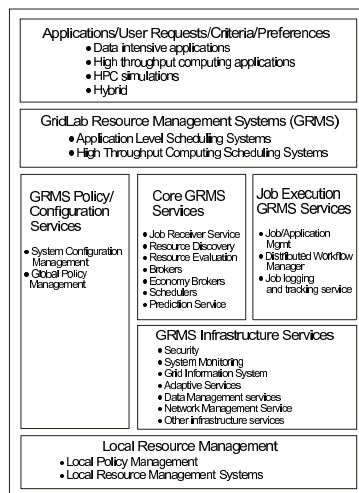 Applications/User Requests/Criteria/Preferences
• Data intensive applications
• High throughput computing applications
• HPC simulations
• Hybrid
GridLab Resource Management Systems (GRMS)
• Application Level Schedulling Systems
• High Throughput Computing Scheduling Systems
GRMS Policy/
Configuration
Services
• System Configuration
Management
• Global Policy
Management
Core GRMS
Services
• Job Receiver Service
• Resource Discovery
• Resource Evaluation
• Brokers
• Economy Brokers
• Schedulers
• Prediction Service
Job Execution
GRMS Services
• Job/Application
Mgmt
• Distributed Workflow
Manager
• Job logging
and tracking service
GRMS Infrastructure Services
• Security
• System Monitoring
• Grid Information System
• Adaptive Services
• Data Management services
• Network Management Service
• Other infrastructure services
Local Resource Management
• Local Policy Management
• Local Resource Management Systems